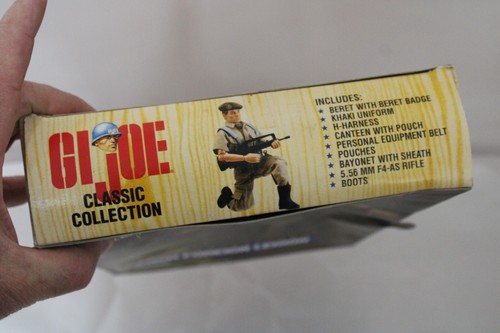 GI JOE
CLASSIC
COLLECTION
INCLUDES:
★ BERET WITH BERET BADGE
★ KHAKI UNIFORM
★ H-HARNESS
★ CANTEEN WITH POUCH
★ PERSONAL EQUIPMENT BELT
★ POUCHES
★ BAYONET WITH SHEATH
★ 5.56 MM F4-AS RIFLE
★ BOOTS